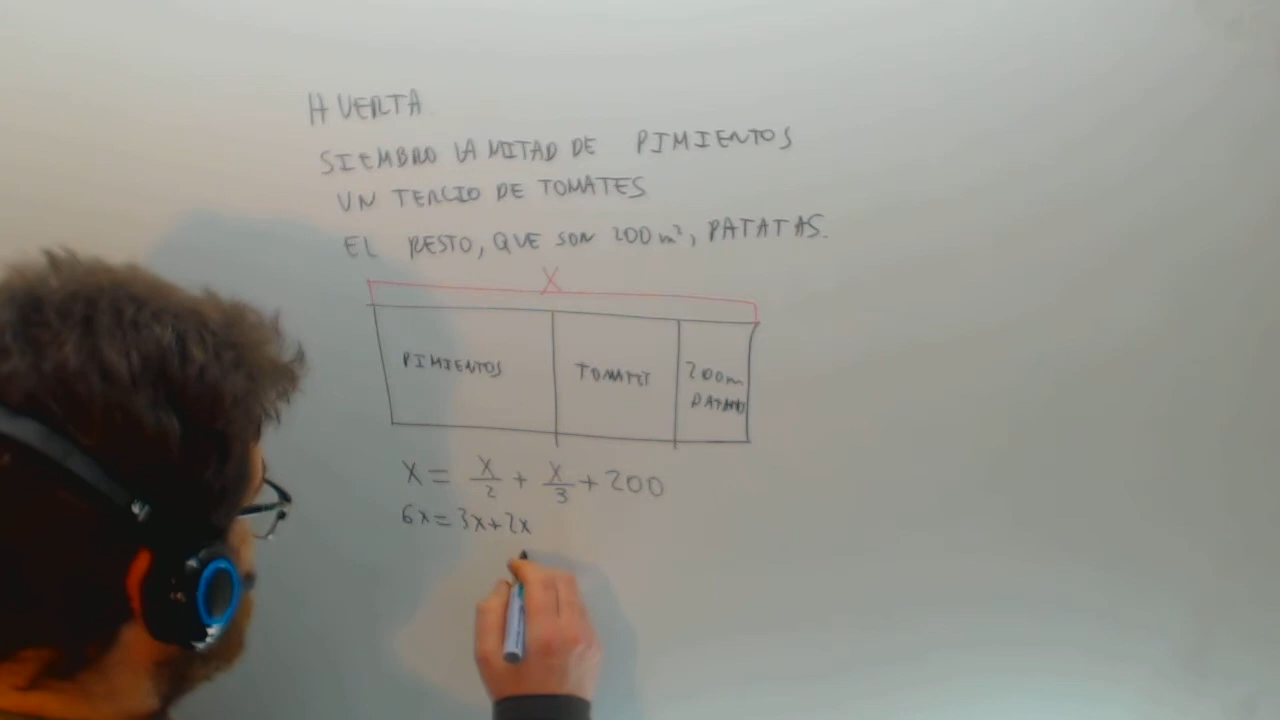 HUERTA
SIEMBRO LA MITAD DE PIMIENTOS
UN TERCIO DE TOMATES
EL RESTO, QUE SON 200 m², PATATAS.
X
PIMIENTOS
TOMATES
200m
PATATAS
X = X/2 + X/3 + 200
6x = 3x + 2x